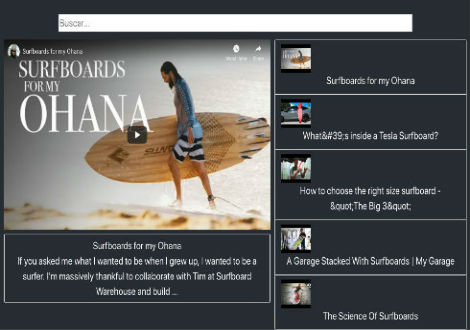 Buscar...
Surfboards for my Ohana
SURFBOARDS
FOR MY
OHANA
Surfboards for my Ohana
If you asked me what I wanted to be when I grew up, I wanted to be a
surfer. I'm massively thankful to collaborate with Tim at Surfboard
Warehouse and build ...
Surfboards for my Ohana
What&#39;s inside a Tesla Surfboard?
How to choose the right size surfboard -
&quot;The Big 3&quot;
A Garage Stacked With Surfboards | My Garage
The Science Of Surfboards